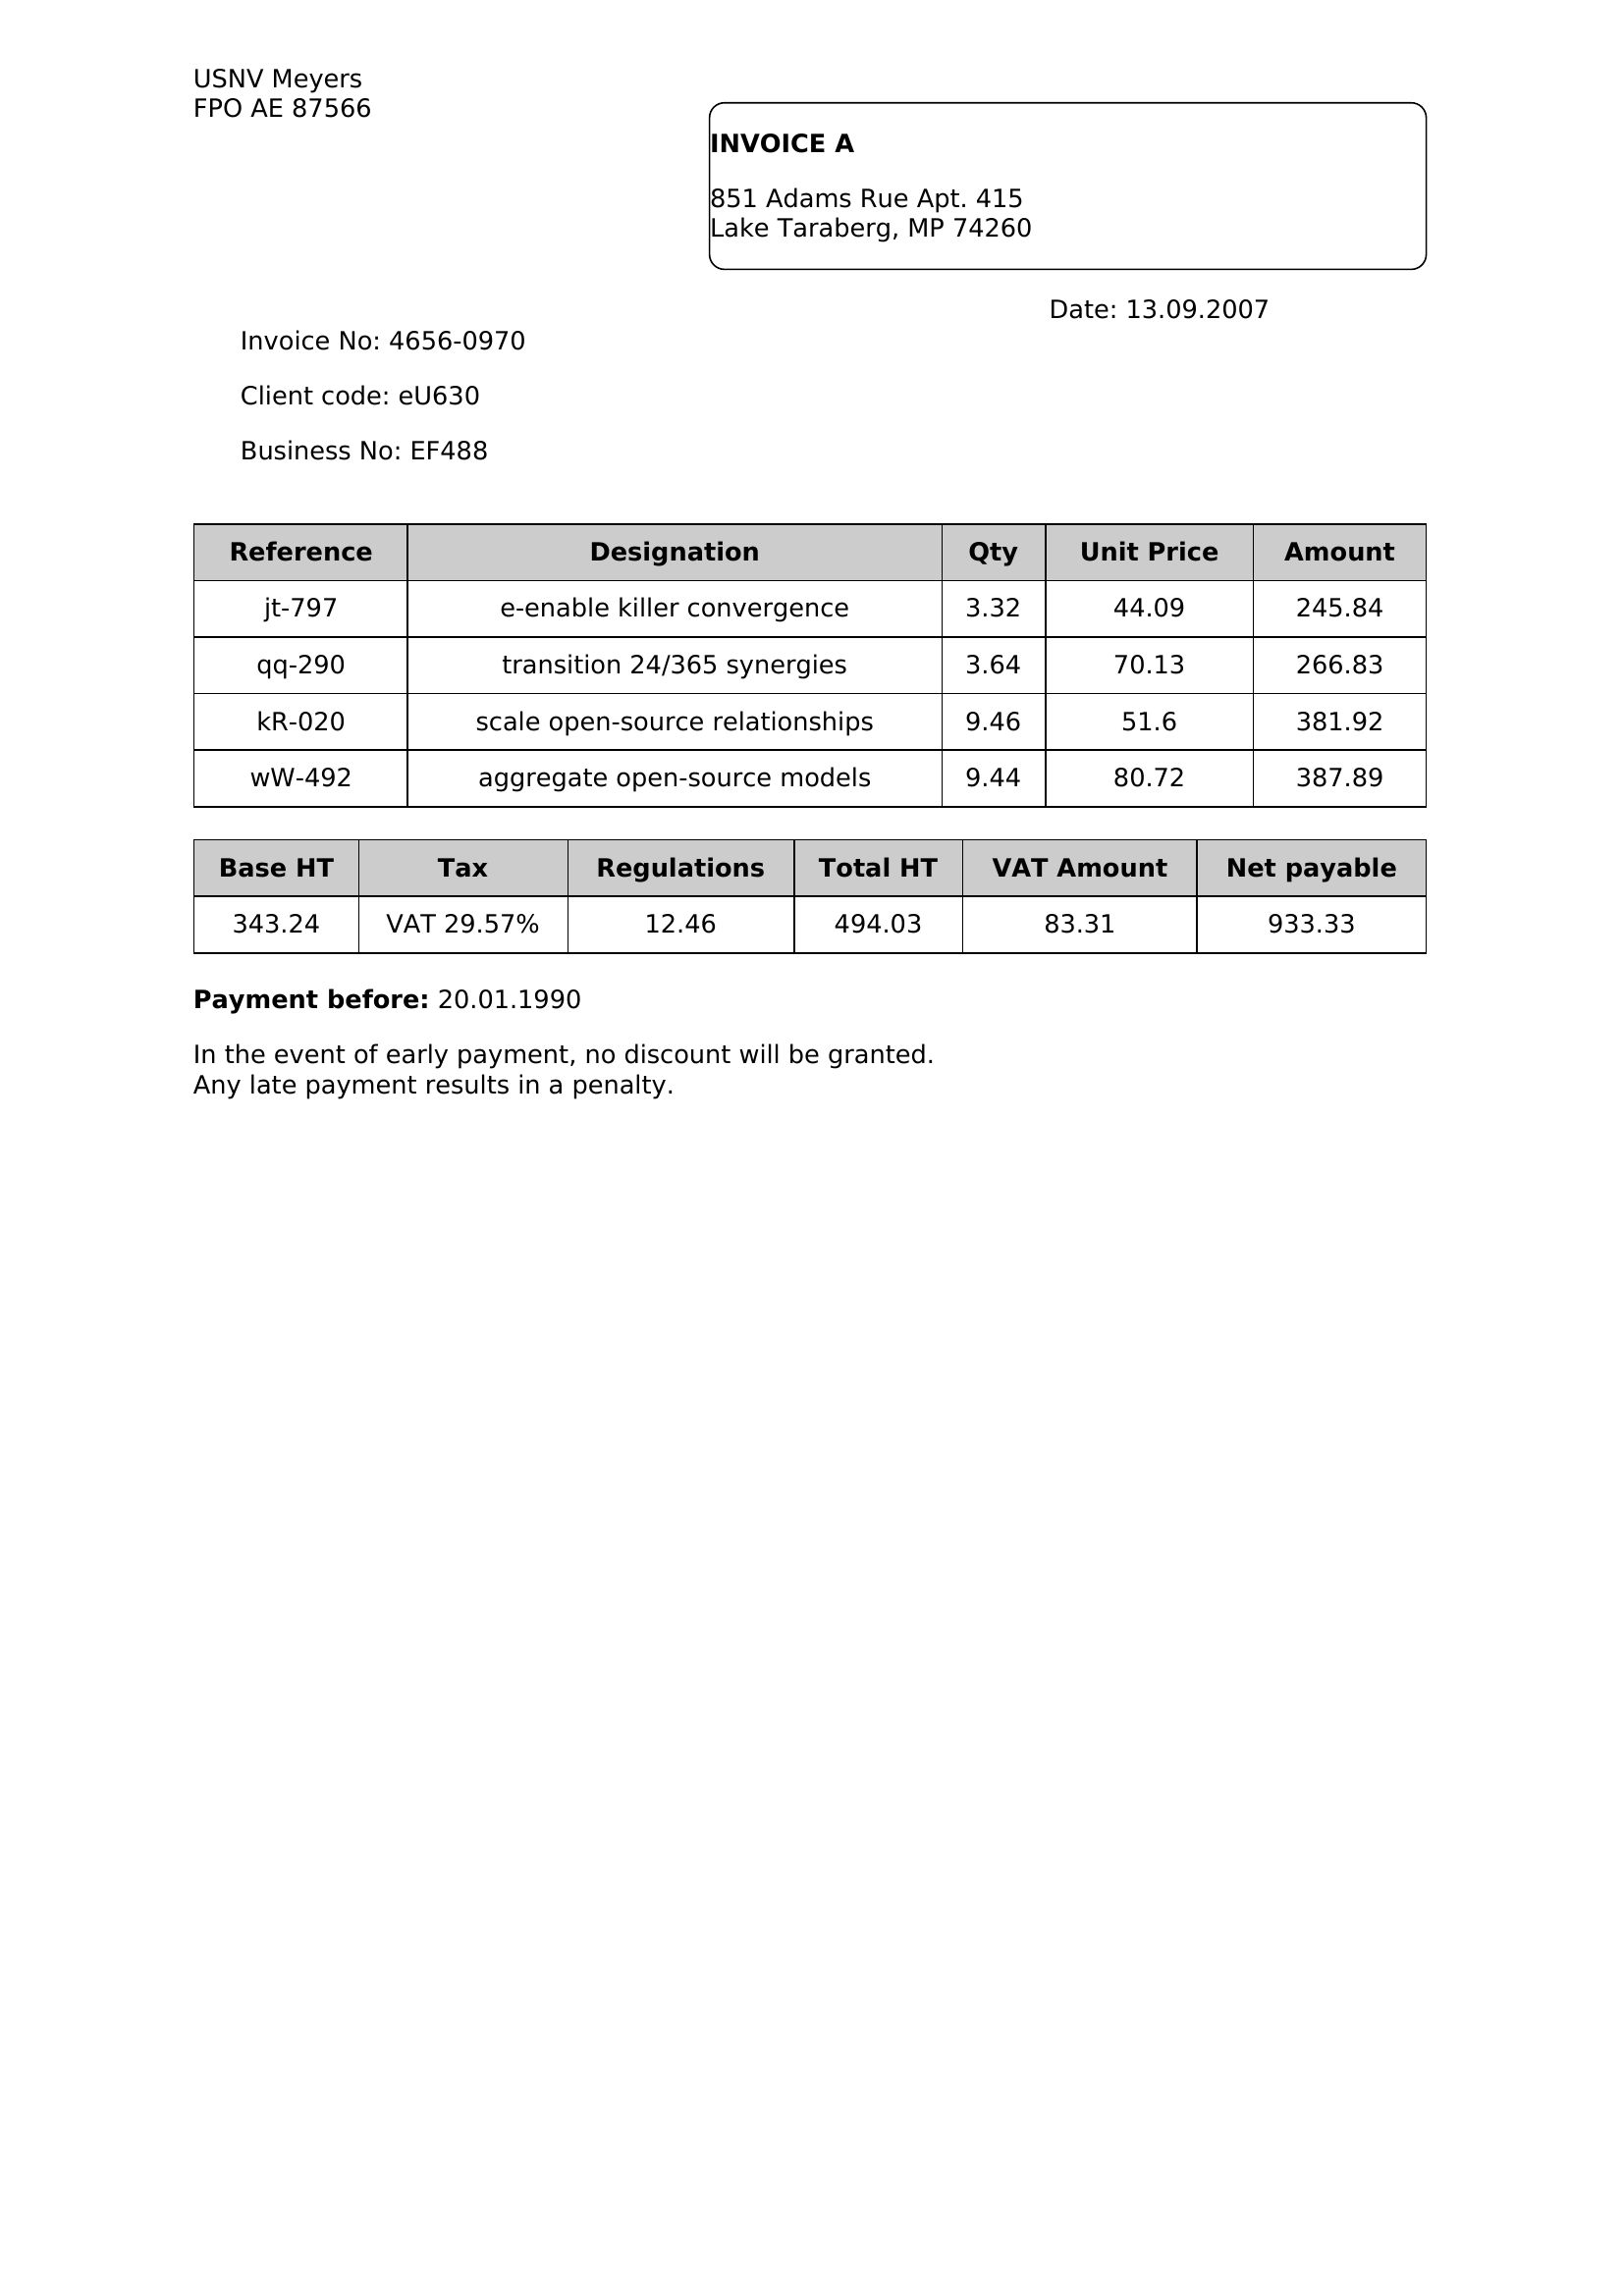 USNV Meyers
FPO AE 87566
INVOICE A
851 Adams Rue Apt. 415
Lake Taraberg, MP 74260
Date: 13.09.2007
Invoice No: 4656-0970
Client code: eU630
Business No: EF488
Reference Designation Qty Unit Price Amount
jt-797 e-enable killer convergence 3.32 44.09 245.84
qq-290 transition 24/365 synergies 3.64 70.13 266.83
kR-020 scale open-source relationships 9.46 51.6 381.92
wW-492 aggregate open-source models 9.44 80.72 387.89
Base HT Tax Regulations Total HT VAT Amount Net payable
343.24 VAT 29.57% 12.46 494.03 83.31 933.33
Payment before: 20.01.1990
In the event of early payment, no discount will be granted.
Any late payment results in a penalty.